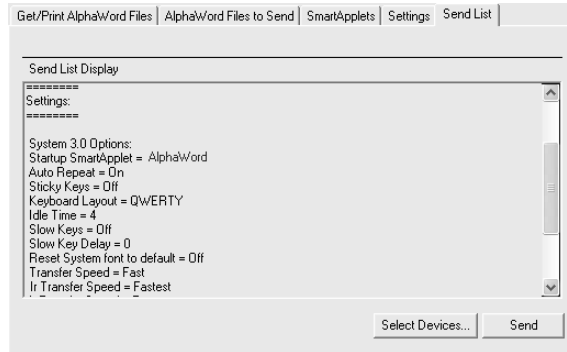 Get/Print AlphaWord Files AlphaWord Files to Send SmartApplets Settings Send List
Send List Display
========
Settings:
========
System 3.0 Options:
Startup SmartApplet = AlphaWord
Auto Repeat = On
Sticky Keys = Off
Keyboard Layout = QWERTY
Idle Time = 4
Slow Keys = Off
Slow Key Delay = 0
Reset System font to default = Off
Transfer Speed = Fast
Ir Transfer Speed = Fastest
Select Devices... Send